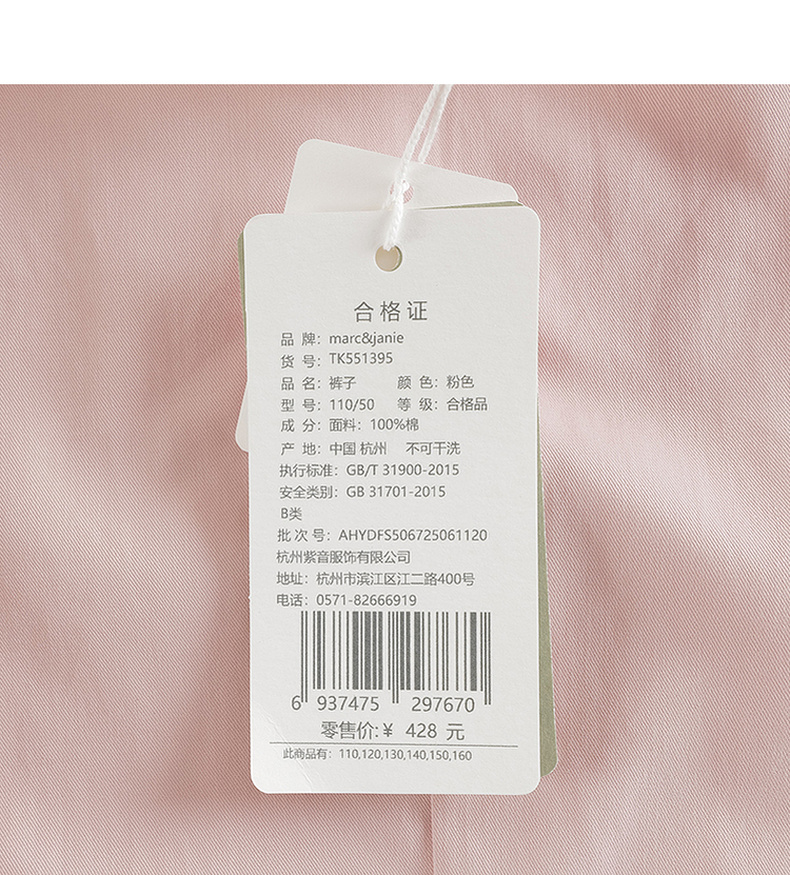 合格证
品 牌：marc&janie
货 号：TK551395
品 名：裤子 颜 色：粉色
型 号：110/50 等 级：合格品
成 分：面料：100%棉
产 地：中国 杭州 不可干洗
执行标准：GB/T 31900-2015
安全类别：GB 31701-2015
B类
批 次 号：AHYDFS506725061120
杭州紫音服饰有限公司
地址：杭州市滨江区江二路400号
电话：0571-82666919
6 937475 297670
零售价:¥ 428 元
此商品有：110,120,130,140,150,160